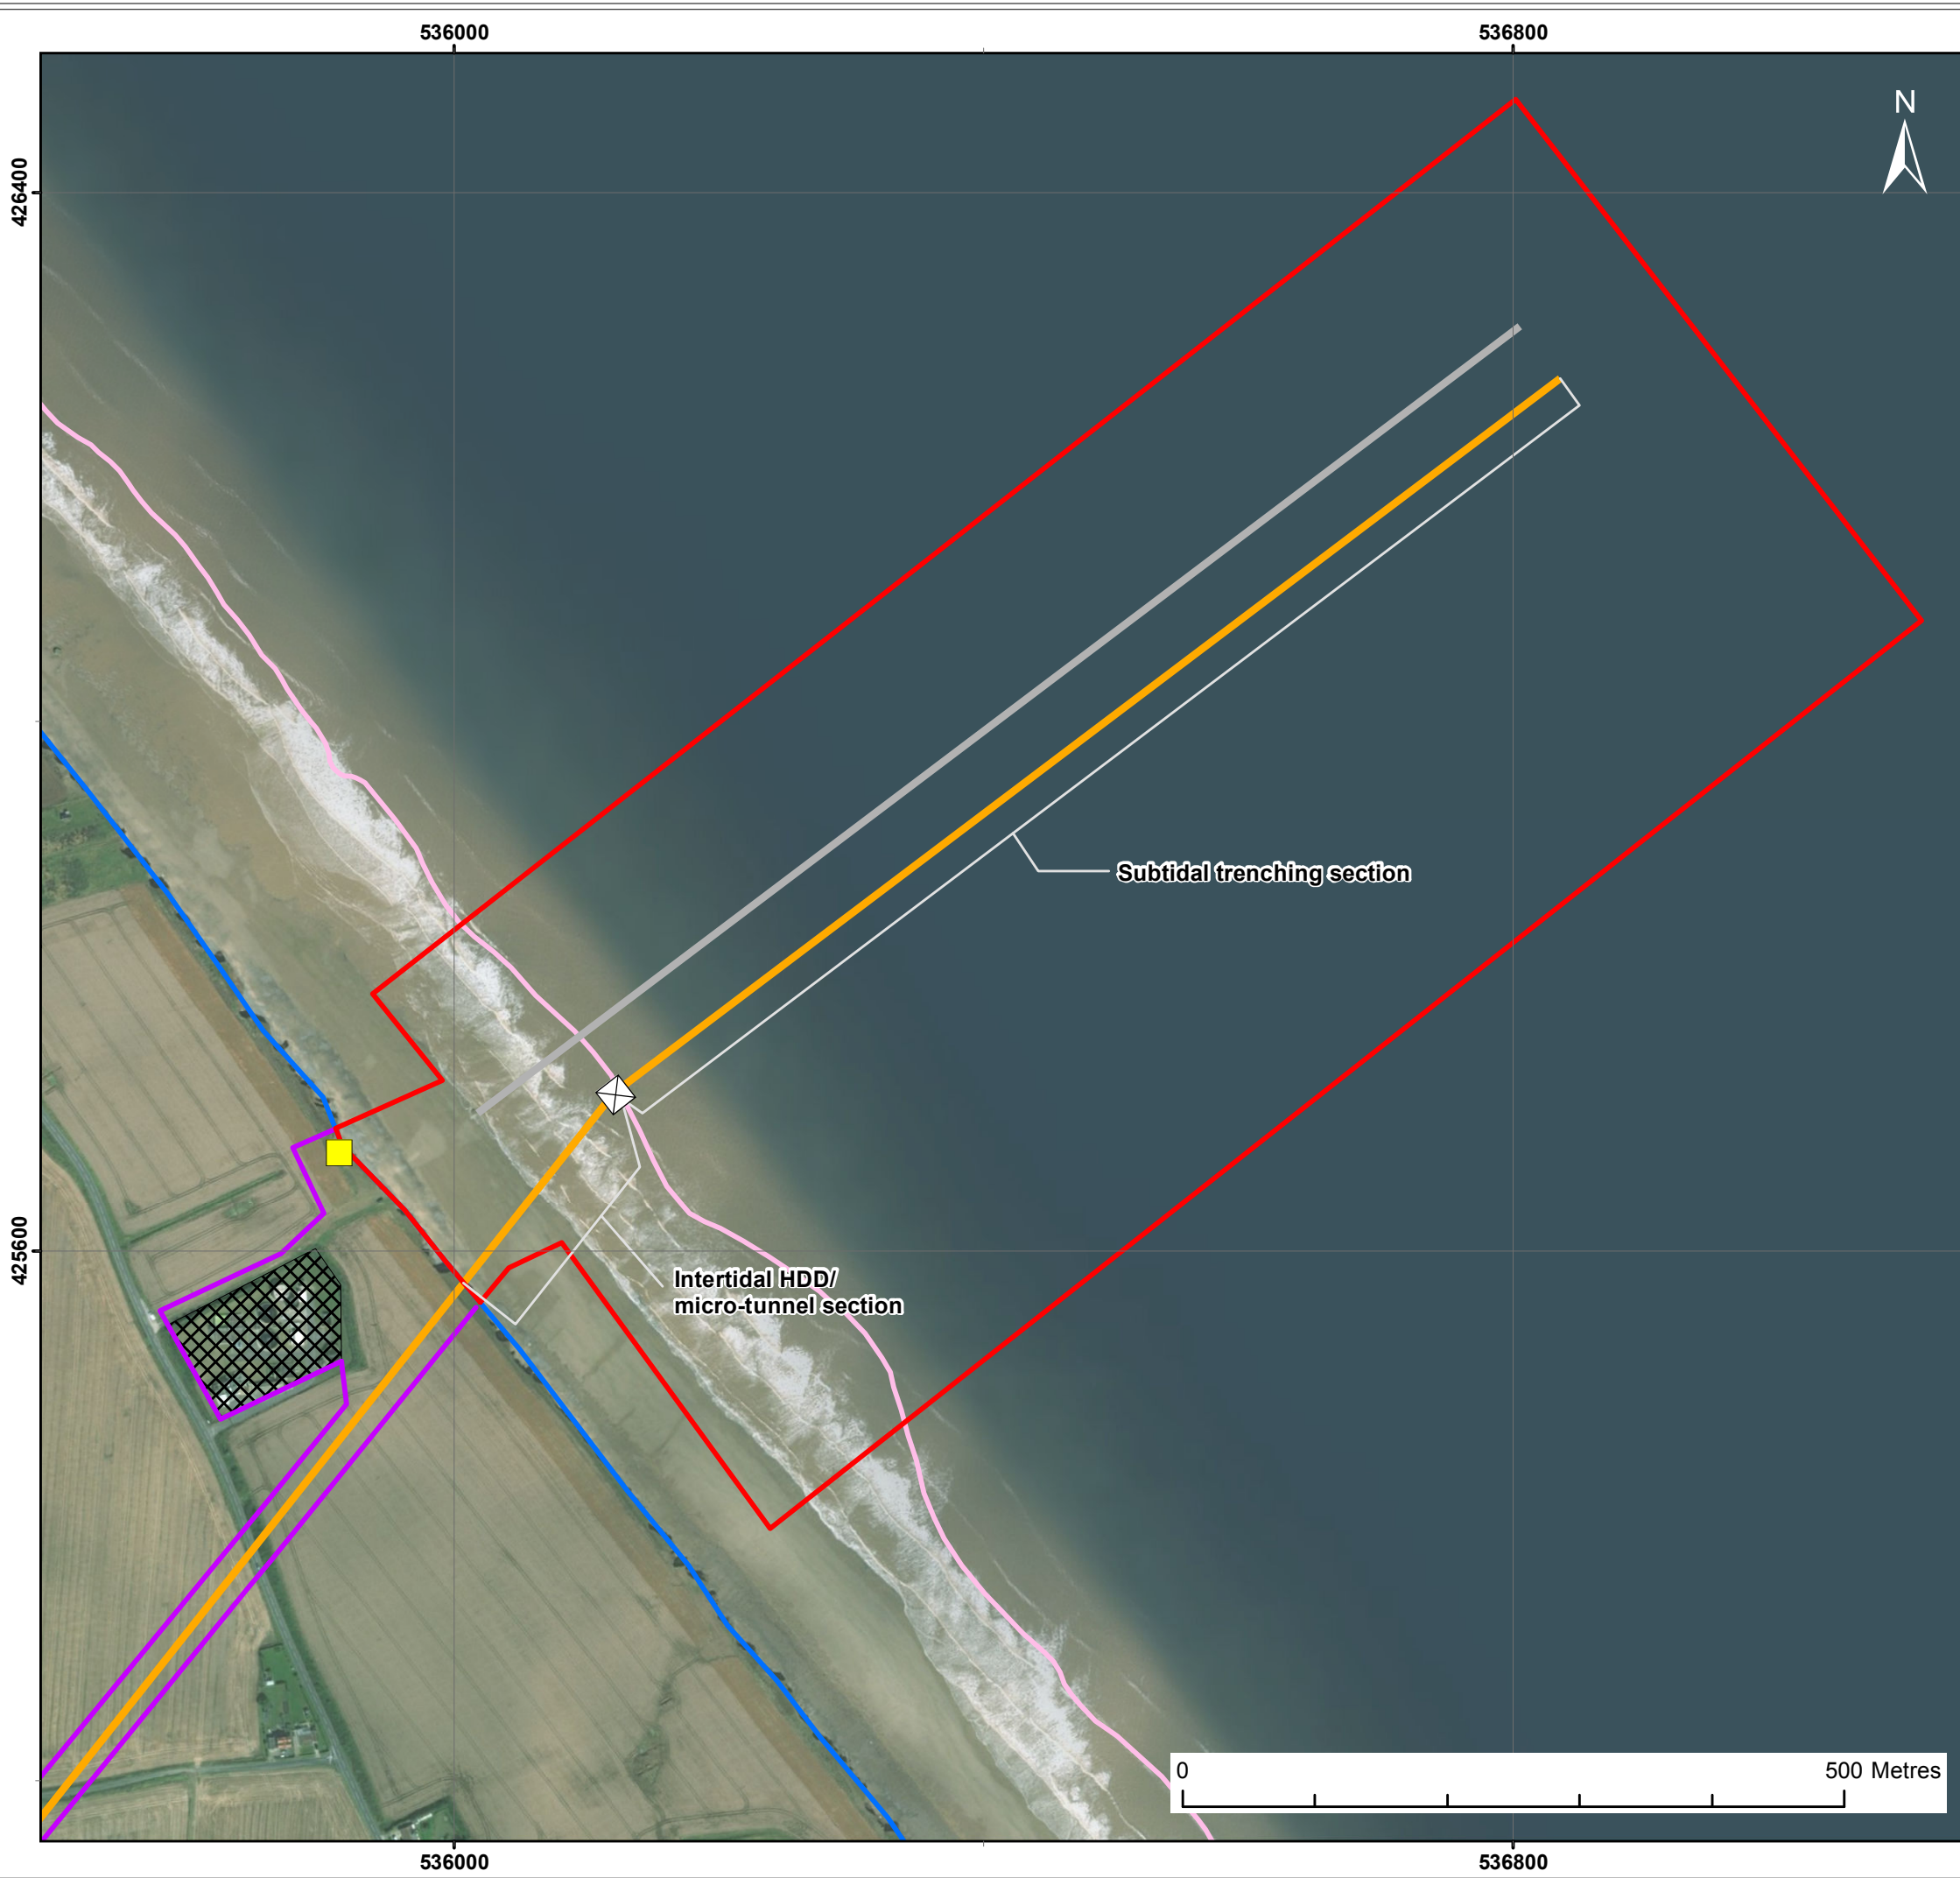 536000
536800
N
426400
Subtidal trenching section
425600
Intertidal HDD/
micro-tunnel section
0
500 Metres
536000
536800